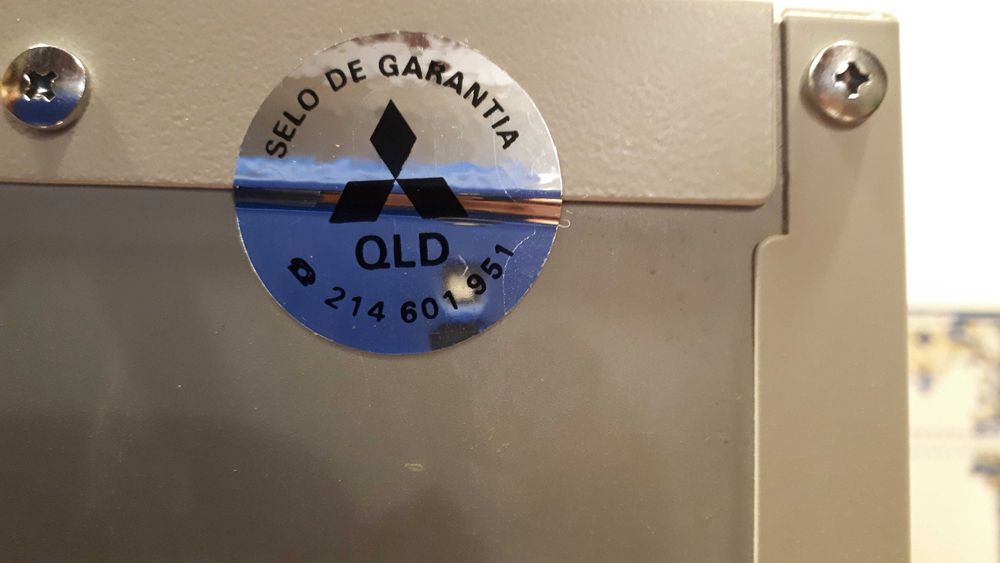 SELO DE GARANTIA
QLD
214 601 951